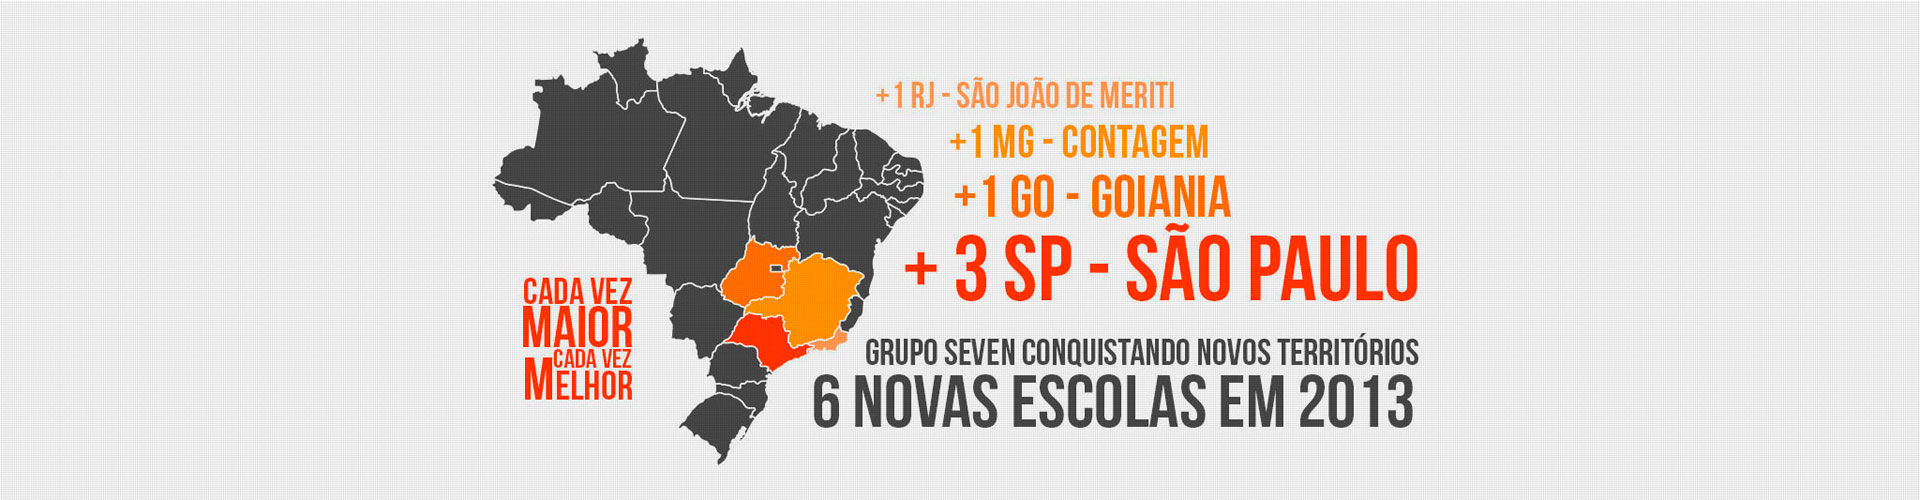 +1 RJ - SÃO JOÃO DE MERITI
+1 MG - CONTAGEM
+1 GO - GOIANIA
+ 3 SP - SÃO PAULO
CADA VEZ
MAIOR
CADA VEZ
MELHOR
GRUPO SEVEN CONQUISTANDO NOVOS TERRITÓRIOS
6 NOVAS ESCOLAS EM 2013